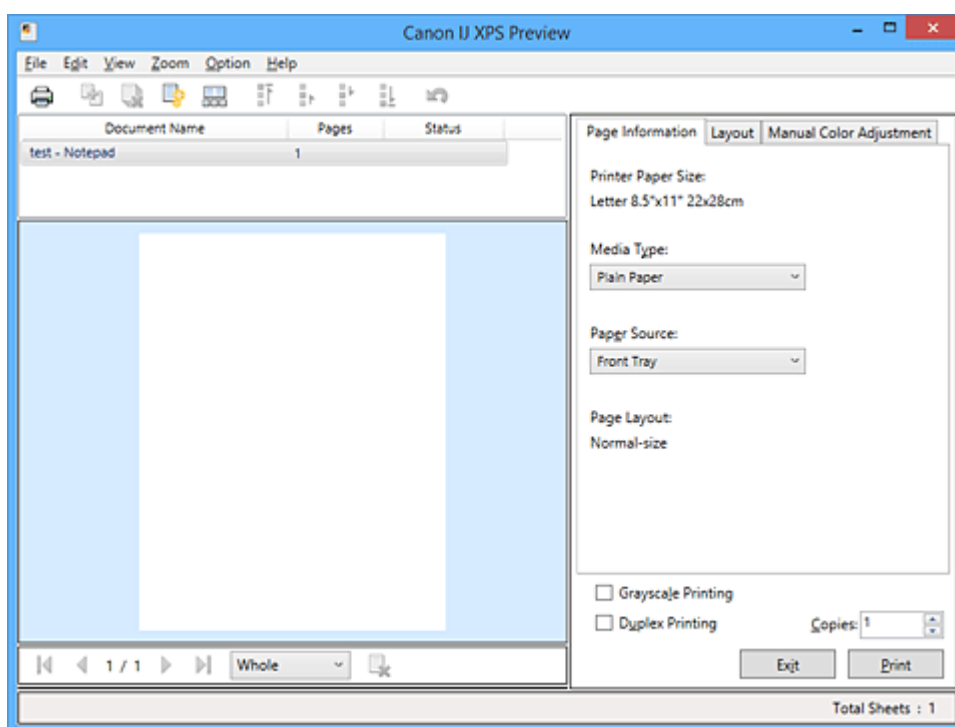 Canon IJ XPS Preview
File Edit View Zoom Option Help
Document Name Pages Status
test - Notepad 1
Page Information Layout Manual Color Adjustment
Printer Paper Size:
Letter 8.5"x11" 22x28cm
Media Type:
Plain Paper
Paper Source:
Front Tray
Page Layout:
Normal-size
Grayscale Printing
Duplex Printing
Copies: 1
1 / 1 Whole
Exit Print
Total Sheets : 1